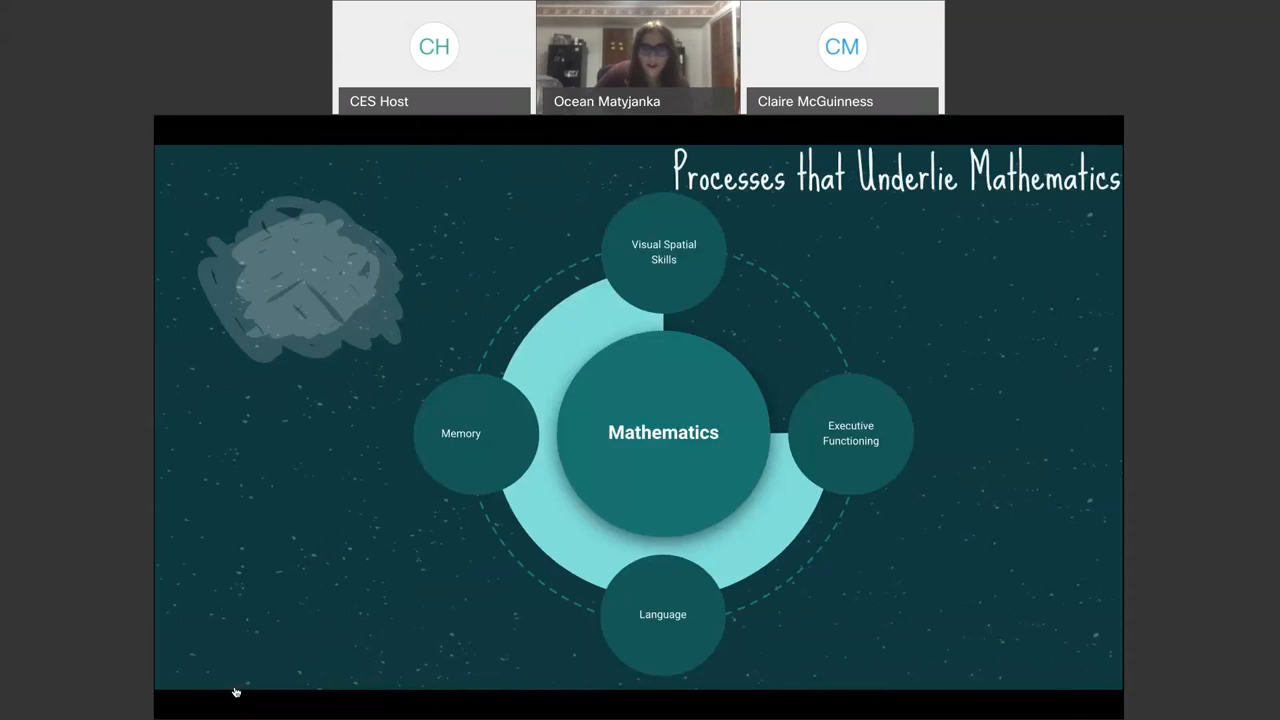 CH
CM
CES Host
Ocean Matyjanka
Claire McGuinness
Processes that Underlie Mathematics
Visual Spatial
Skills
Memory
Mathematics
Executive
Functioning
Language